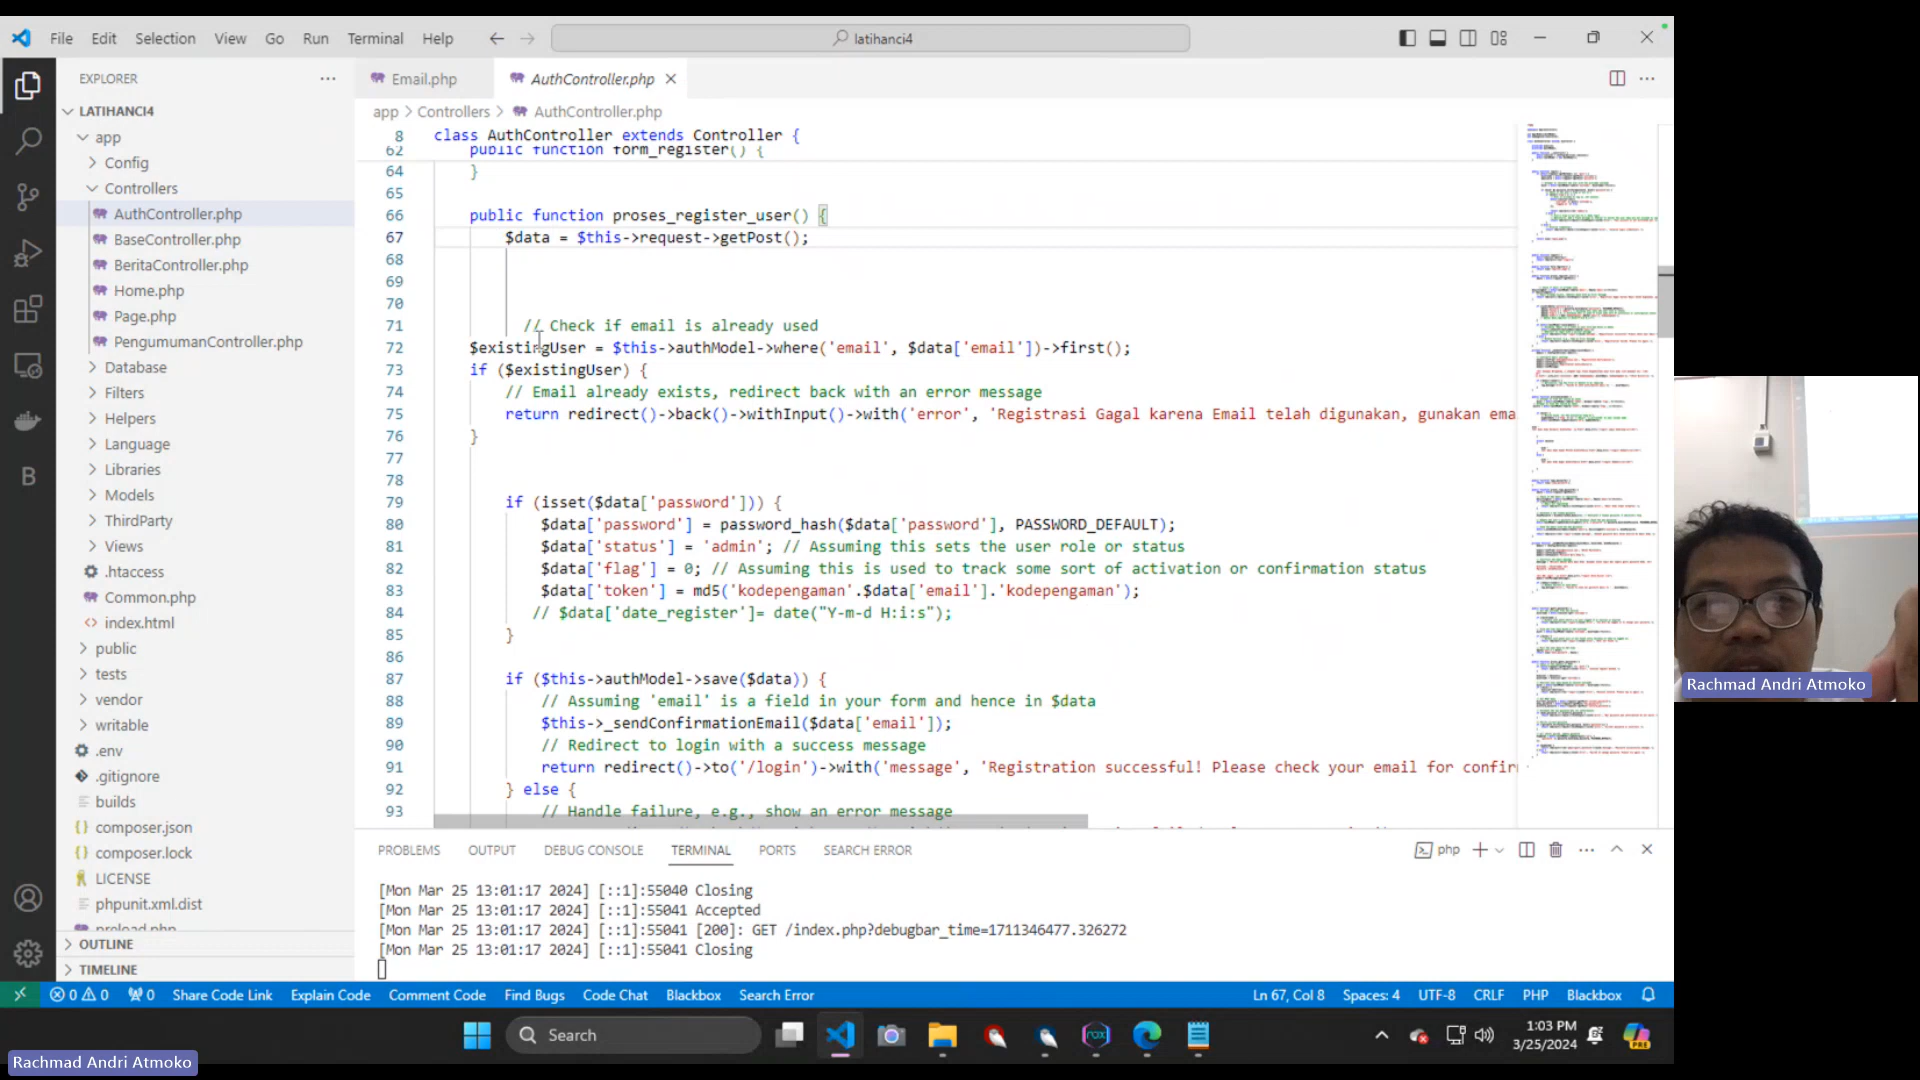 File Edit Selection View Go Run Terminal Help
latihanci4
EXPLORER
LATIHANCI4
app
Config
Controllers
AuthController.php
BaseController.php
BeritaController.php
Home.php
Page.php
PengumumanController.php
Database
Filters
Helpers
Language
Libraries
Models
ThirdParty
Views
.htaccess
Common.php
index.html
public
tests
vendor
writable
.env
.gitignore
builds
composer.json
composer.lock
LICENSE
phpunit.xml.dist
preload.php
OUTLINE
TIMELINE
Email.php AuthController.php
app > Controllers > AuthController.php
8 class AuthController extends Controller {
62 public function form_register() {
64 }
65
66 public function proses_register_user() {
67 $data = $this->request->getPost();
68
69
70
71 // Check if email is already used
72 $existingUser = $this->authModel->where('email', $data['email'])->first();
73 if ($existingUser) {
74 // Email already exists, redirect back with an error message
75 return redirect()->back()->withInput()->with('error', 'Registrasi Gagal karena Email telah digunakan, gunakan ema
76 }
77
78
79 if (isset($data['password'])) {
80 $data['password'] = password_hash($data['password'], PASSWORD_DEFAULT);
81 $data['status'] = 'admin'; // Assuming this sets the user role or status
82 $data['flag'] = 0; // Assuming this is used to track some sort of activation or confirmation status
83 $data['token'] = md5('kodepengaman'.$data['email'].'kodepengaman');
84 // $data['date_register']= date("Y-m-d H:i:s");
85 }
86
87 if ($this->authModel->save($data)) {
88 // Assuming 'email' is a field in your form and hence in $data
89 $this->_sendConfirmationEmail($data['email']);
90 // Redirect to login with a success message
91 return redirect()->to('/login')->with('message', 'Registration successful! Please check your email for confir
92 } else {
93 // Handle failure, e.g., show an error message
PROBLEMS OUTPUT DEBUG CONSOLE TERMINAL PORTS SEARCH ERROR
php
[Mon Mar 25 13:01:17 2024] [::1]:55040 Closing
[Mon Mar 25 13:01:17 2024] [::1]:55041 Accepted
[Mon Mar 25 13:01:17 2024] [::1]:55041 [200]: GET /index.php?debugbar_time=1711346477.326272
[Mon Mar 25 13:01:17 2024] [::1]:55041 Closing
0 0 0 Share Code Link Explain Code Comment Code Find Bugs Code Chat Blackbox Search Error
Ln 67, Col 8 Spaces: 4 UTF-8 CRLF PHP Blackbox
Search
1:03 PM
3/25/2024
PRE
Rachmad Andri Atmoko
Rachmad Andri Atmoko